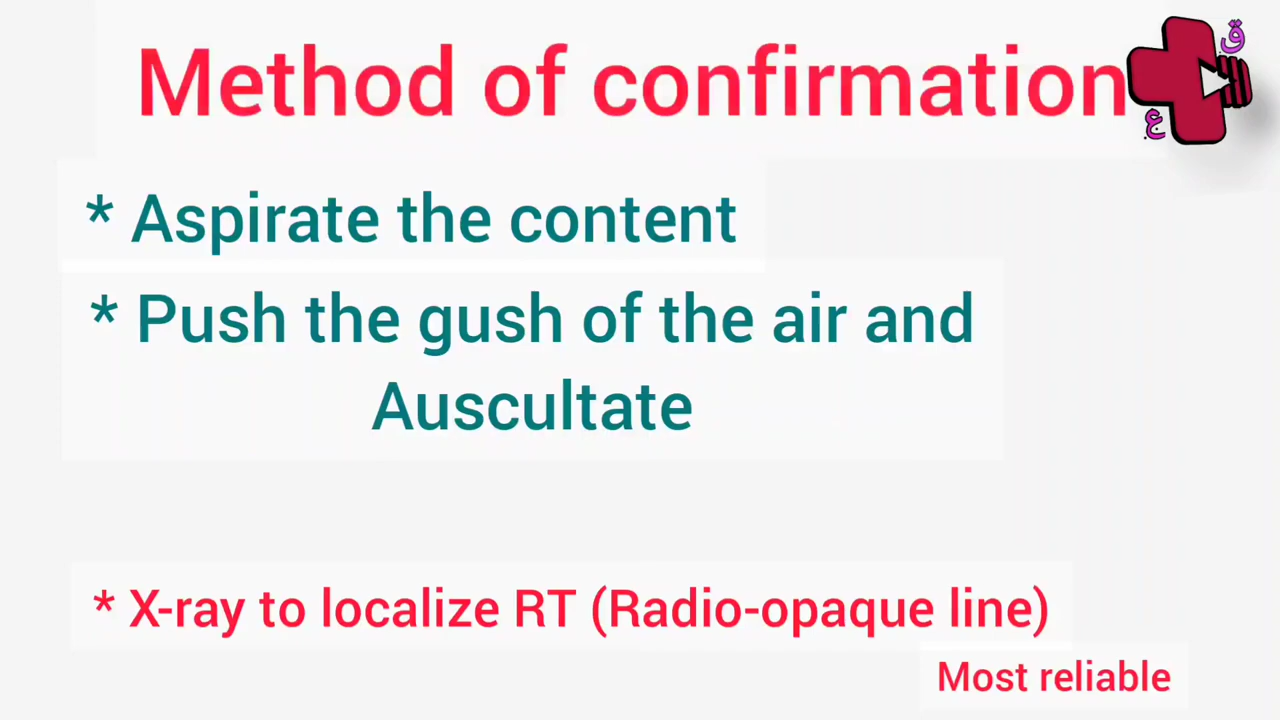 Method of confirmation
ق
ع
* Aspirate the content
* Push the gush of the air and
Auscultate
* X-ray to localize RT (Radio-opaque line)
Most reliable